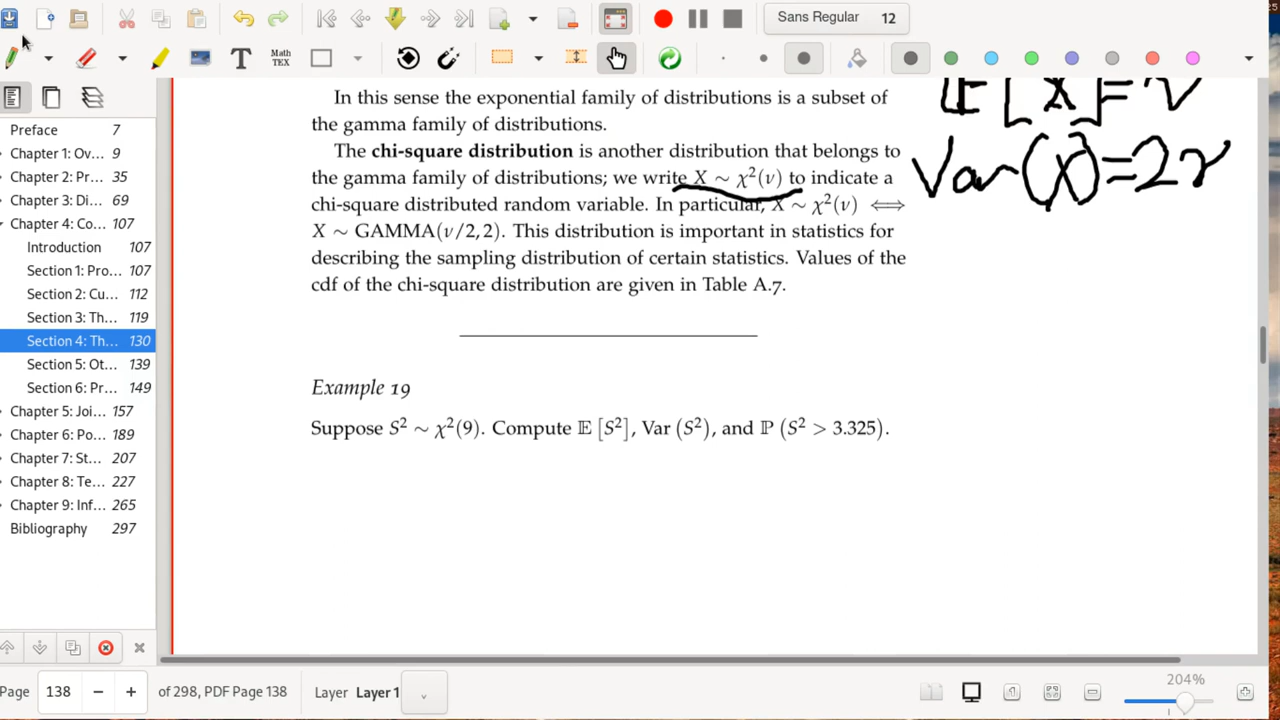 Sans Regular 12
Math
TEX
Preface 7
Chapter 1: Ov... 9
Chapter 2: Pr... 35
Chapter 3: Di... 69
Chapter 4: Co... 107
Introduction 107
Section 1: Pro... 107
Section 2: Cu... 112
Section 3: Th... 119
Section 4: Th... 130
Section 5: Ot... 139
Section 6: Pr... 149
Chapter 5: Joi... 157
Chapter 6: Po... 189
Chapter 7: St... 207
Chapter 8: Te... 227
Chapter 9: Inf... 265
Bibliography 297
In this sense the exponential family of distributions is a subset of
the gamma family of distributions.
The chi-square distribution is another distribution that belongs to
the gamma family of distributions; we write X ∼ χ²(ν) to indicate a
chi-square distributed random variable. In particular, X ∼ χ²(ν) ⟺
X ∼ GAMMA(ν/2, 2). This distribution is important in statistics for
describing the sampling distribution of certain statistics. Values of the
cdf of the chi-square distribution are given in Table A.7.
𝔼[X]=ν
Var(X)=2ν
Example 19
Suppose S² ∼ χ²(9). Compute 𝔼 [S²], Var (S²), and ℙ (S² > 3.325).
Page 138 of 298, PDF Page 138
Layer Layer 1
204%